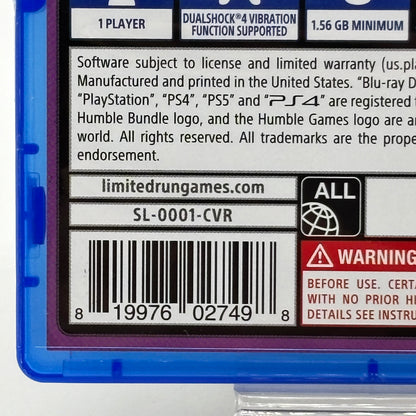 1 PLAYER
DUALSHOCK®4 VIBRATION
FUNCTION SUPPORTED
1.56 GB MINIMUM
Software subject to license and limited warranty (us.pla
Manufactured and printed in the United States. “Blu-ray D
“PlayStation”, “PS4”, “PS5” and “PS4” are registered t
Humble Bundle logo, and the Humble Games logo are ar
world. All rights reserved. All trademarks are the proper
endorsement.
limitedrungames.com
SL-0001-CVR
ALL
8 19976 02749 8
WARNING
BEFORE USE. CERTA
WITH NO PRIOR HI
DETAILS SEE INSTRU